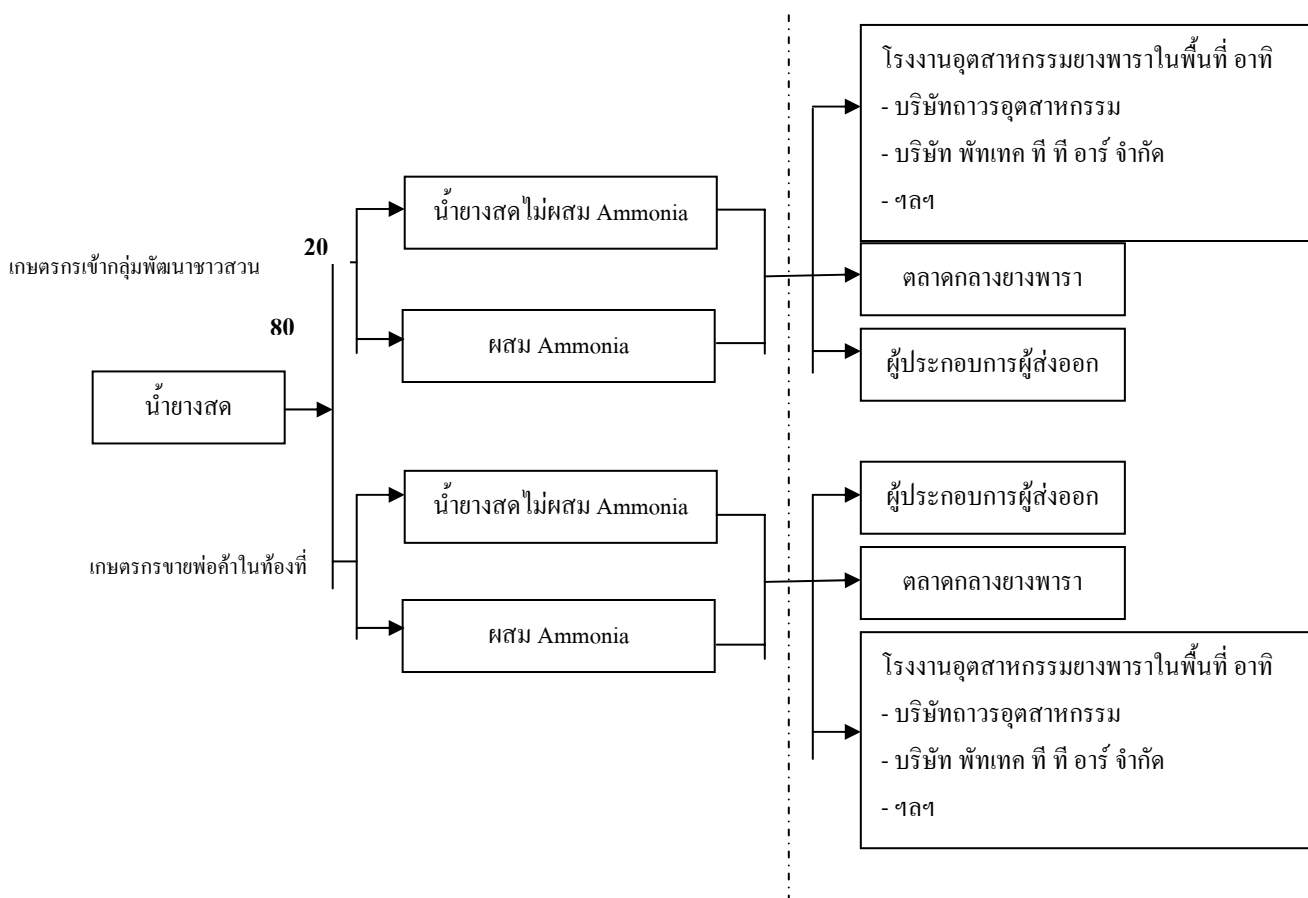 โรงงานอุตสาหกรรมยางพาราในพื้นที่ อาทิ
- บริษัทถาวรอุตสาหกรรม
- บริษัท พัทเทค ที ที อาร์ จำกัด
- ฯลฯ
น้ำยางสดไม่ผสม Ammonia
20
เกษตรกรเข้ากลุ่มพัฒนาชาวสวน
ตลาดกลางยางพารา
80
ผสม Ammonia
ผู้ประกอบการผู้ส่งออก
น้ำยางสด
น้ำยางสดไม่ผสม Ammonia
ผู้ประกอบการผู้ส่งออก
เกษตรกรขายพ่อค้าในท้องที่
ตลาดกลางยางพารา
ผสม Ammonia
โรงงานอุตสาหกรรมยางพาราในพื้นที่ อาทิ
- บริษัทถาวรอุตสาหกรรม
- บริษัท พัทเทค ที ที อาร์ จำกัด
- ฯลฯ